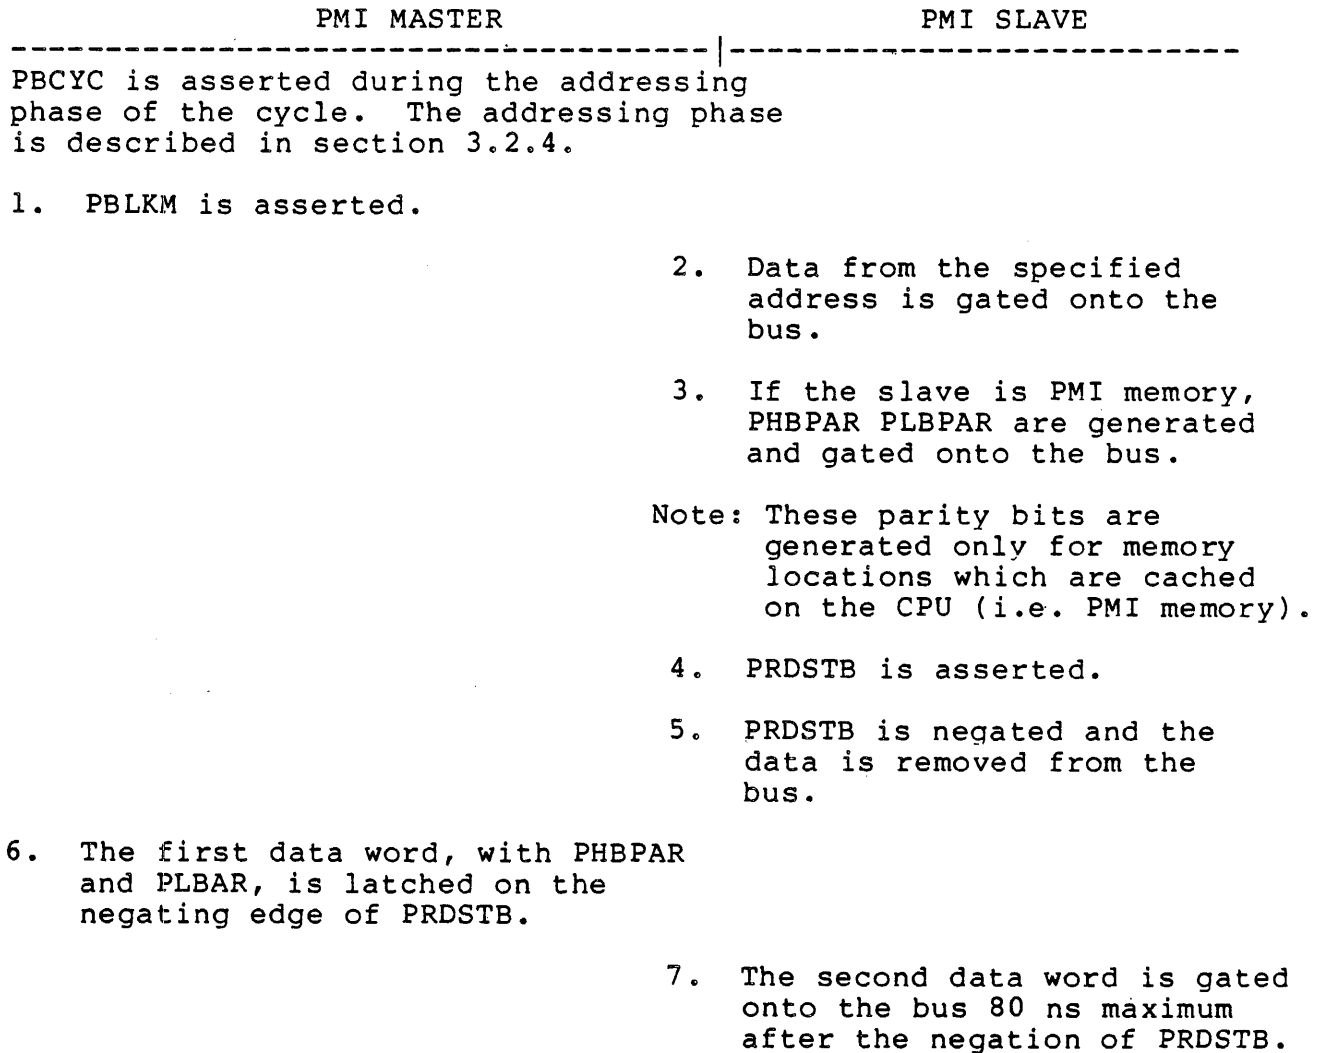 PMI MASTER PMI SLAVE
------------------------------------|---------------------------
PBCYC is asserted during the addressing
phase of the cycle. The addressing phase
is described in section 3.2.4.
1. PBLKM is asserted.
2. Data from the specified
address is gated onto the
bus.
3. If the slave is PMI memory,
PHBPAR PLBPAR are generated
and gated onto the bus.
Note: These parity bits are
generated only for memory
locations which are cached
on the CPU (i.e. PMI memory).
4. PRDSTB is asserted.
5. PRDSTB is negated and the
data is removed from the
bus.
6. The first data word, with PHBPAR
and PLBAR, is latched on the
negating edge of PRDSTB.
7. The second data word is gated
onto the bus 80 ns maximum
after the negation of PRDSTB.